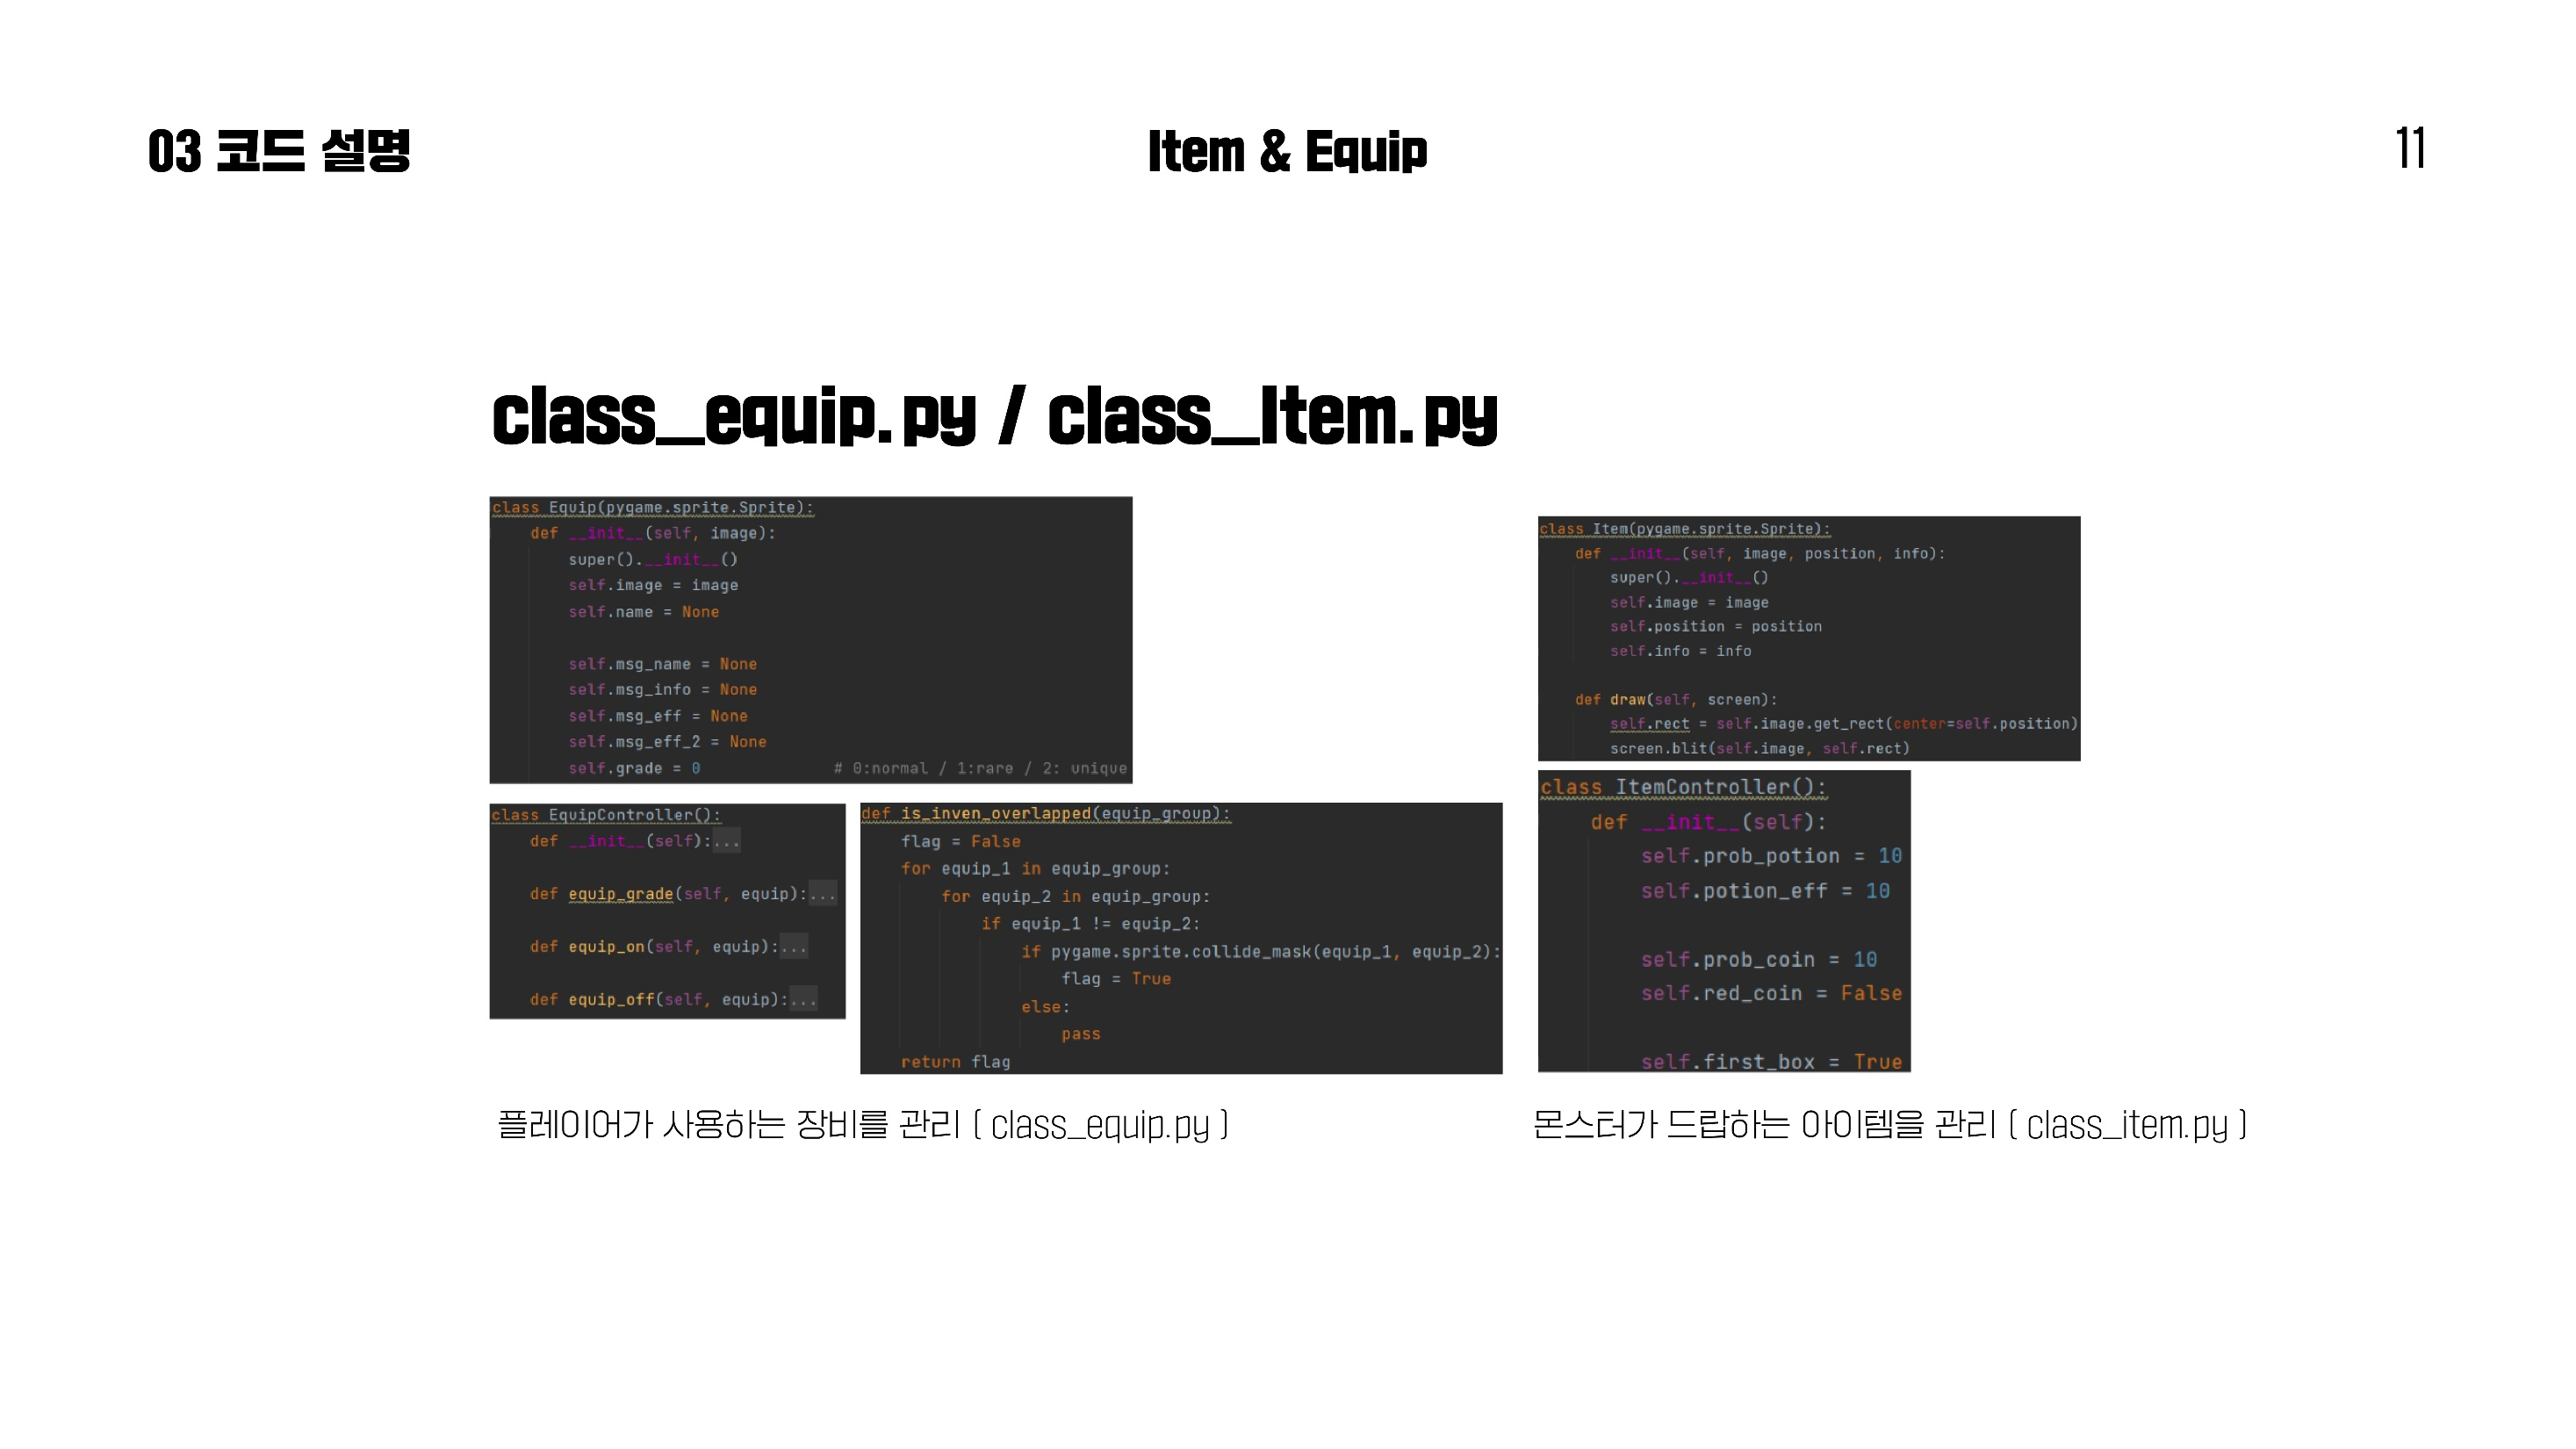 03 코드 설명
Item & Equip
11
class_equip.py / class_Item.py
class Equip(pygame.sprite.Sprite):
    def __init__(self, image):
        super().__init__()
        self.image = image
        self.name = None
        self.msg_name = None
        self.msg_info = None
        self.msg_eff = None
        self.msg_eff_2 = None
        self.grade = 0 # 0:normal / 1:rare / 2: unique
class EquipController():
    def __init__(self):...
    def equip_grade(self, equip):...
    def equip_on(self, equip):...
    def equip_off(self, equip):...
def is_inven_overlapped(equip_group):
    flag = False
    for equip_1 in equip_group:
        for equip_2 in equip_group:
            if equip_1 != equip_2:
                if pygame.sprite.collide_mask(equip_1, equip_2):
                    flag = True
                else:
                    pass
    return flag
플레이어가 사용하는 장비를 관리 ( class_equip.py )
class Item(pygame.sprite.Sprite):
    def __init__(self, image, position, info):
        super().__init__()
        self.image = image
        self.position = position
        self.info = info
    def draw(self, screen):
        self.rect = self.image.get_rect(center=self.position)
        screen.blit(self.image, self.rect)
class ItemController():
    def __init__(self):
        self.prob_potion = 10
        self.potion_eff = 10
        self.prob_coin = 10
        self.red_coin = False
        self.first_box = True
몬스터가 드랍하는 아이템을 관리 ( class_item.py )